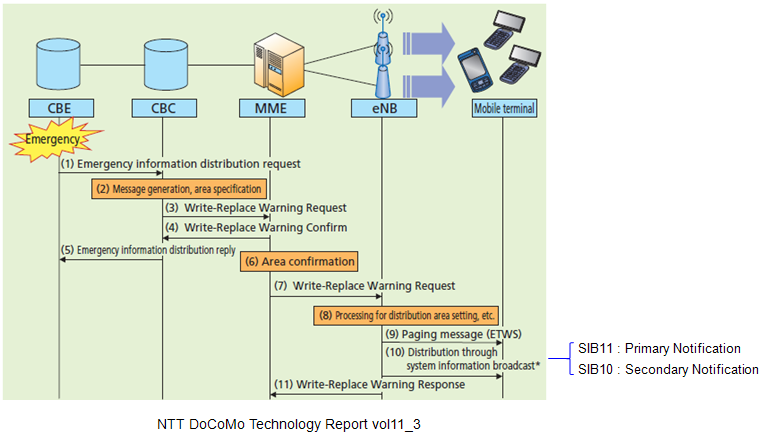 CBE
CBC
MME
eNB
Mobile terminal
Emergency
(1) Emergency information distribution request
(2) Message generation, area specification
(3) Write-Replace Warning Request
(4) Write-Replace Warning Confirm
(5) Emergency information distribution reply
(6) Area confirmation
(7) Write-Replace Warning Request
(8) Processing for distribution area setting, etc.
(9) Paging message (ETWS)
(10) Distribution through
system information broadcast*
SIB11 : Primary Notification
SIB10 : Secondary Notification
(11) Write-Replace Warning Response
NTT DoCoMo Technology Report vol11_3